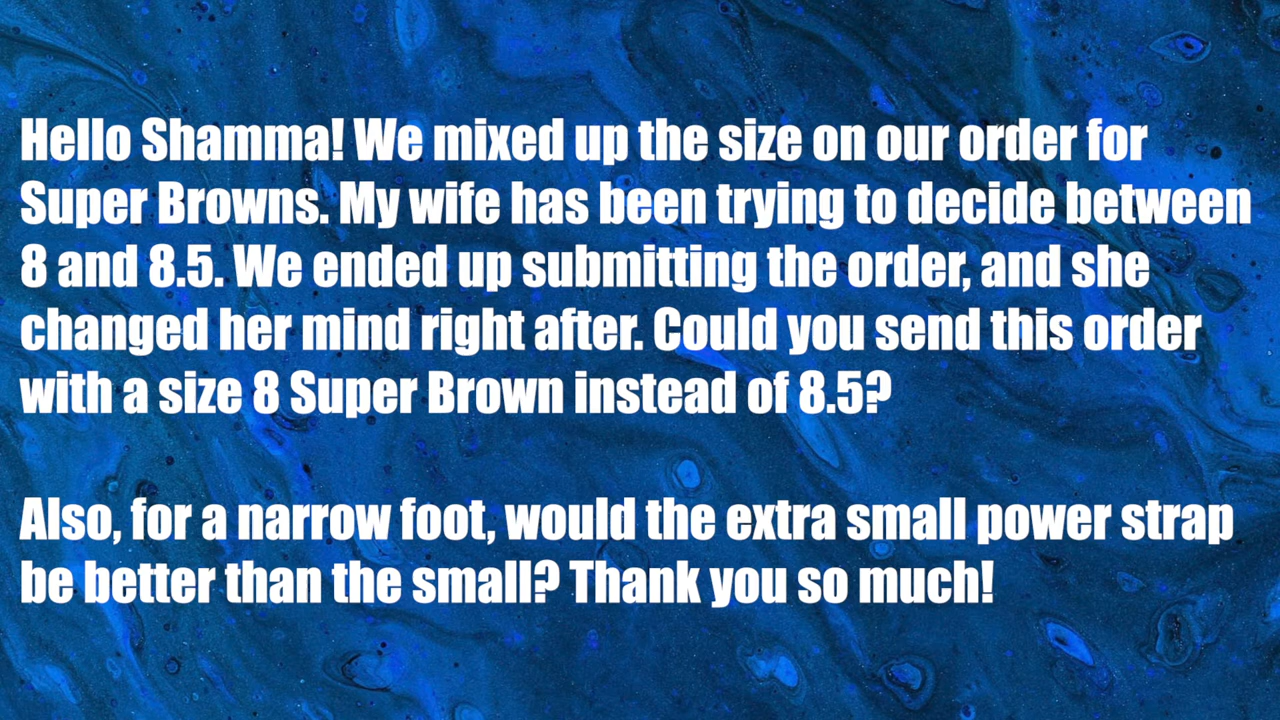 Hello Shamma! We mixed up the size on our order for
Super Browns. My wife has been trying to decide between
8 and 8.5. We ended up submitting the order, and she
changed her mind right after. Could you send this order
with a size 8 Super Brown instead of 8.5?
Also, for a narrow foot, would the extra small power strap
be better than the small? Thank you so much!